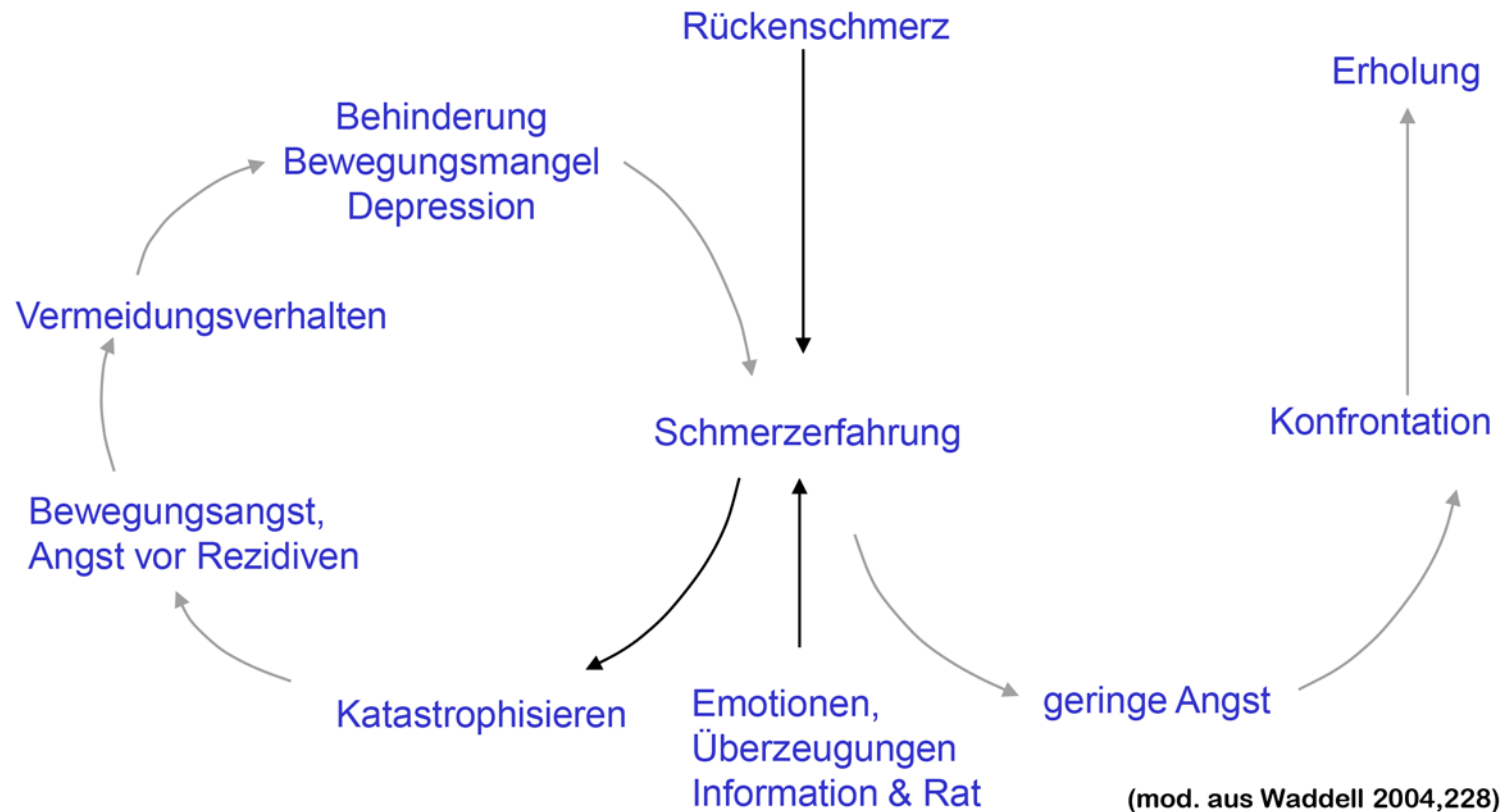 Rückenschmerz
Erholung
Behinderung
Bewegungsmangel
Depression
Vermeidungsverhalten
Schmerzerfahrung
Konfrontation
Bewegungsangst,
Angst vor Rezidiven
Katastrophisieren
Emotionen,
Überzeugungen
Information & Rat
geringe Angst
(mod. aus Waddell 2004,228)